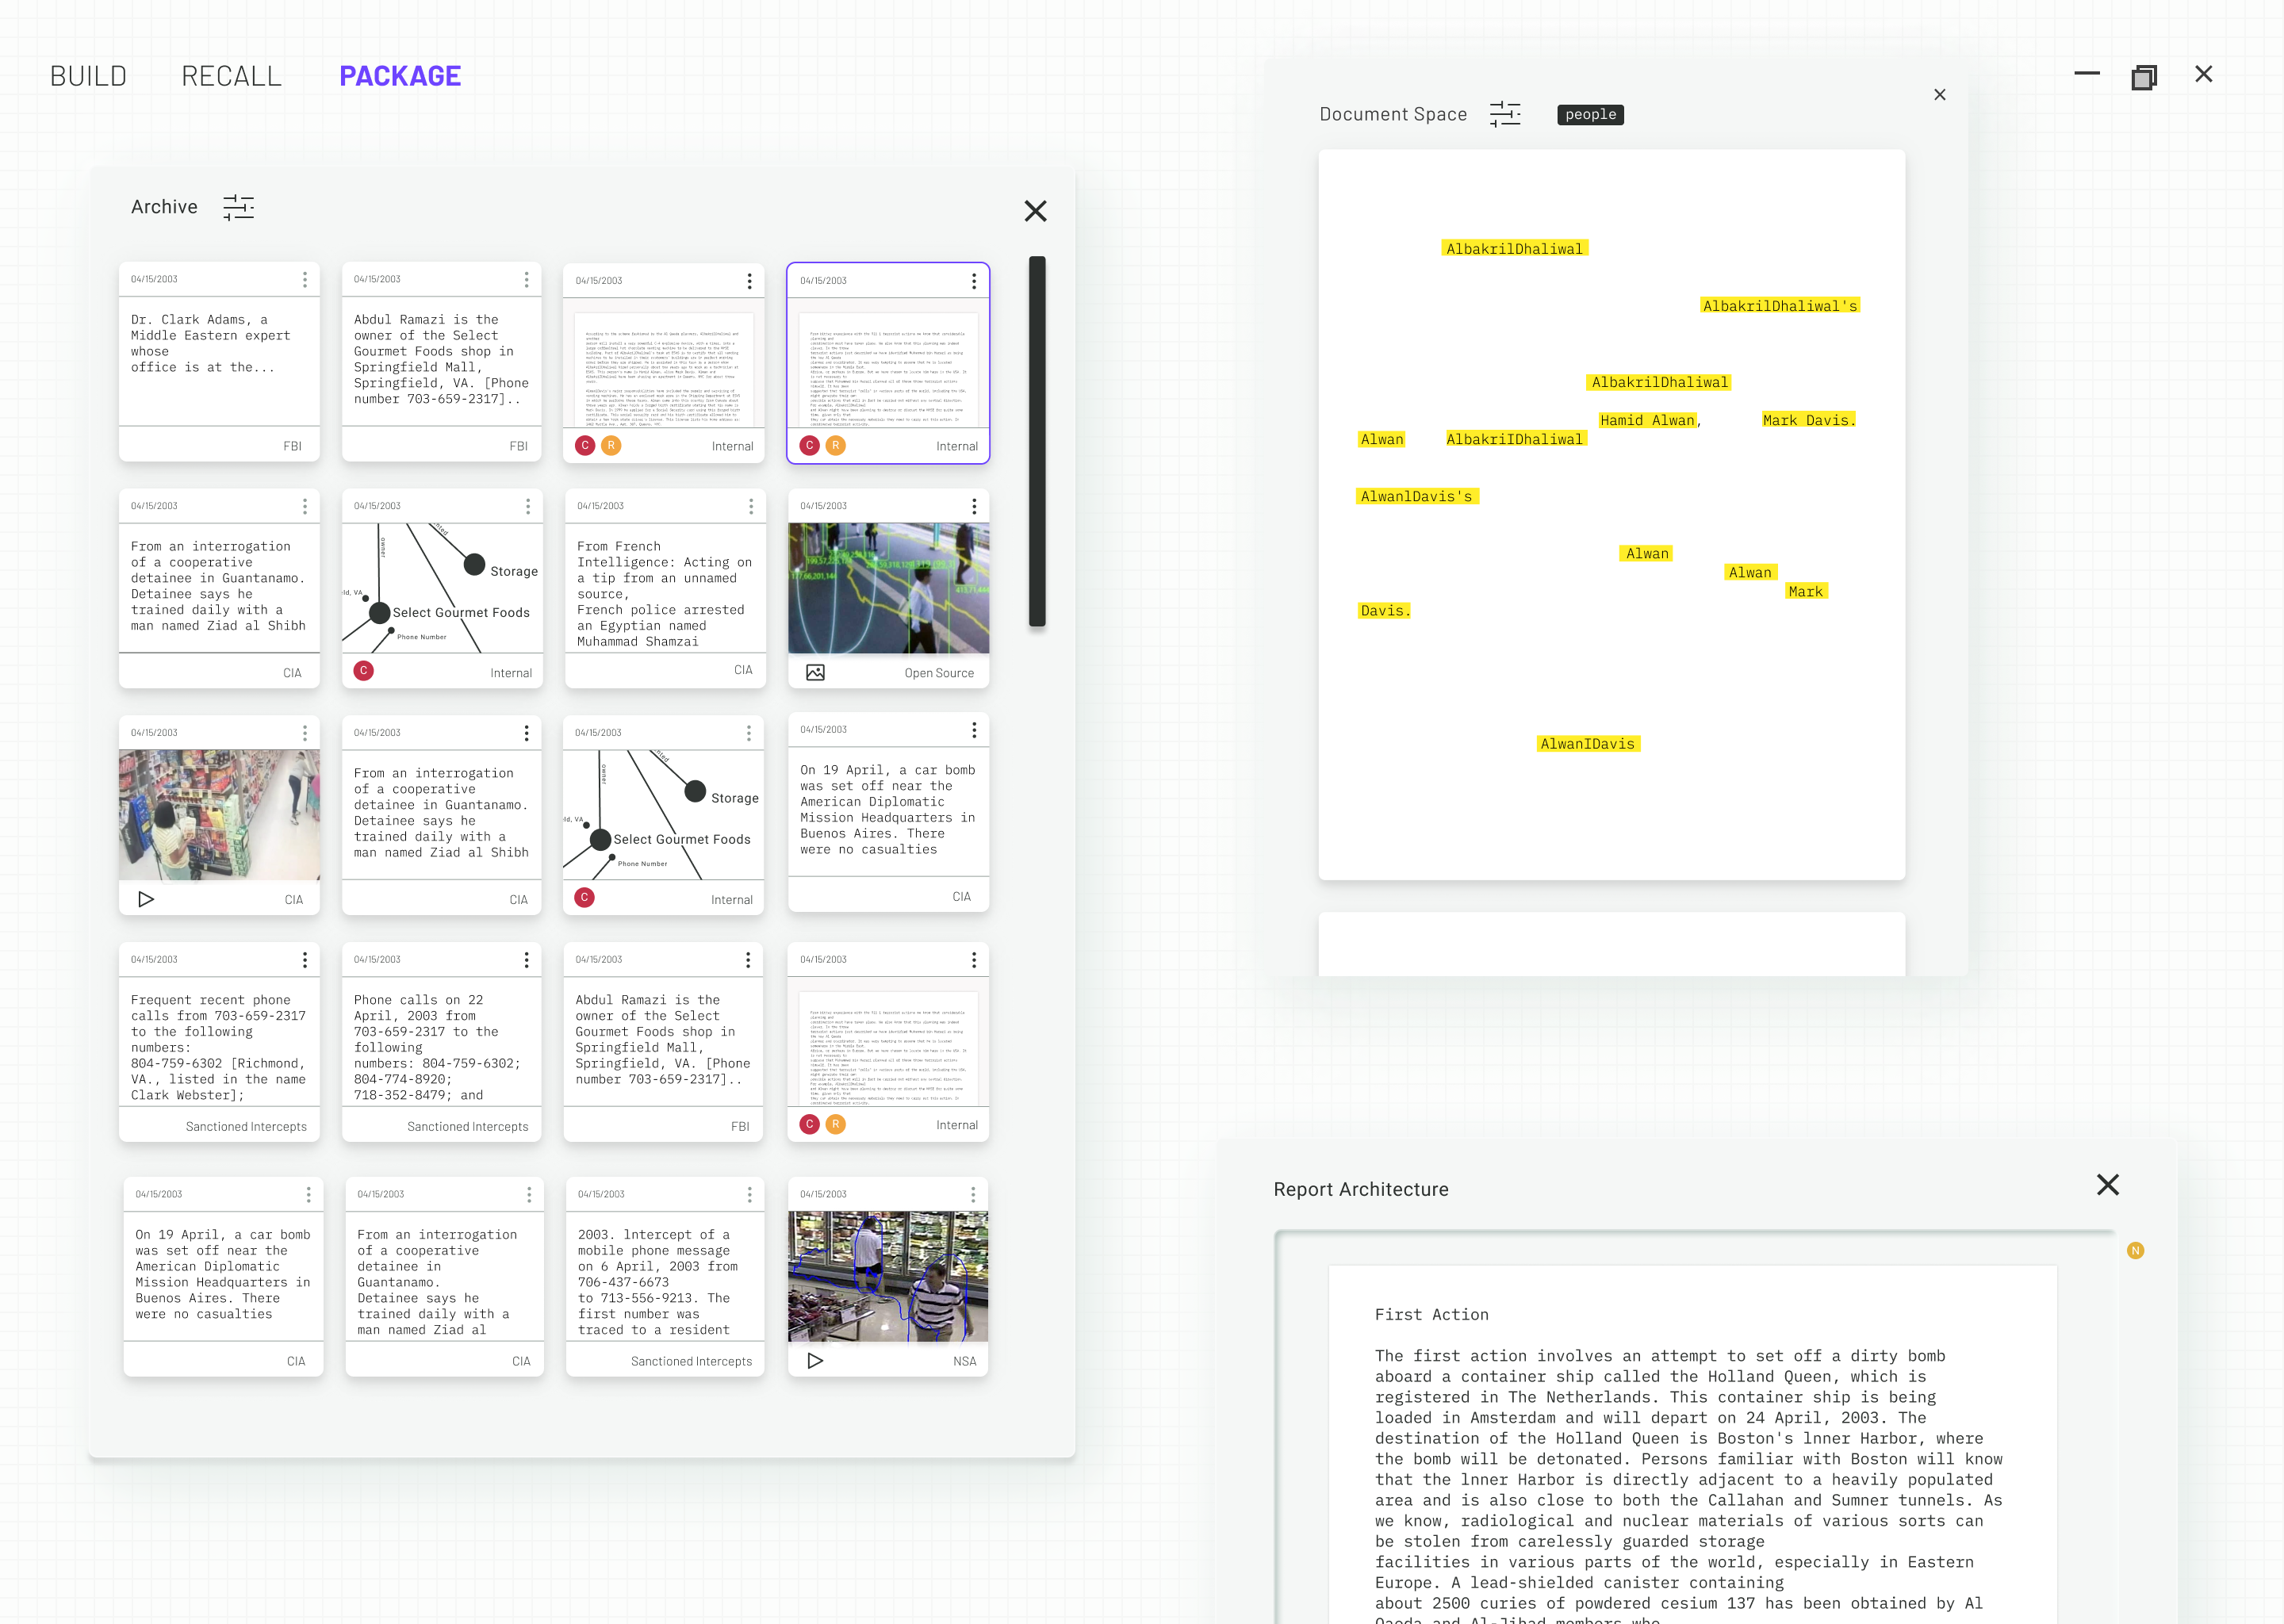 BUILD
RECALL
PACKAGE
Archive
04/15/2003
Dr. Clark Adams, a
Middle Eastern expert
whose
office is at the...
FBI
04/15/2003
Abdul Ramazi is the
owner of the Select
Gourmet Foods shop in
Springfield Mall,
Springfield, VA. [Phone
number 703-659-2317]..
FBI
04/15/2003
C
R
Internal
04/15/2003
C
R
Internal
04/15/2003
From an interrogation
of a cooperative
detainee in Guantanamo.
Detainee says he
trained daily with a
man named Ziad al Shibh
CIA
04/15/2003
owner
Storage
ld, VA
Select Gourmet Foods
Phone Number
C
Internal
04/15/2003
From French
Intelligence: Acting on
a tip from an unnamed
source,
French police arrested
an Egyptian named
Muhammad Shamzai
CIA
04/15/2003
Open Source
04/15/2003
CIA
04/15/2003
From an interrogation
of a cooperative
detainee in Guantanamo.
Detainee says he
trained daily with a
man named Ziad al Shibh
CIA
04/15/2003
owner
Storage
ld, VA
Select Gourmet Foods
Phone Number
C
Internal
04/15/2003
On 19 April, a car bomb
was set off near the
American Diplomatic
Mission Headquarters in
Buenos Aires. There
were no casualties
CIA
04/15/2003
Frequent recent phone
calls from 703-659-2317
to the following
numbers:
804-759-6302 [Richmond,
VA., listed in the name
Clark Webster];
Sanctioned Intercepts
04/15/2003
Phone calls on 22
April, 2003 from
703-659-2317 to the
following
numbers: 804-759-6302;
804-774-8920;
718-352-8479; and
Sanctioned Intercepts
04/15/2003
Abdul Ramazi is the
owner of the Select
Gourmet Foods shop in
Springfield Mall,
Springfield, VA. [Phone
number 703-659-2317]..
FBI
04/15/2003
C
R
Internal
04/15/2003
On 19 April, a car bomb
was set off near the
American Diplomatic
Mission Headquarters in
Buenos Aires. There
were no casualties
CIA
04/15/2003
From an interrogation
of a cooperative
detainee in
Guantanamo.
Detainee says he
trained daily with a
man named Ziad al
CIA
04/15/2003
2003. lntercept of a
mobile phone message
on 6 April, 2003 from
706-437-6673
to 713-556-9213. The
first number was
traced to a resident
Sanctioned Intercepts
04/15/2003
NSA
Document Space
people
AlbakrilDhaliwal
AlbakrilDhaliwal's
AlbakrilDhaliwal
Hamid Alwan, Mark Davis.
Alwan AlbakriIDhaliwal
AlwanlDavis's
Alwan
Alwan
Mark
Davis.
AlwanIDavis
Report Architecture
N
First Action
The first action involves an attempt to set off a dirty bomb
aboard a container ship called the Holland Queen, which is
registered in The Netherlands. This container ship is being
loaded in Amsterdam and will depart on 24 April, 2003. The
destination of the Holland Queen is Boston's lnner Harbor, where
the bomb will be detonated. Persons familiar with Boston will know
that the lnner Harbor is directly adjacent to a heavily populated
area and is also close to both the Callahan and Sumner tunnels. As
we know, radiological and nuclear materials of various sorts can
be stolen from carelessly guarded storage
facilities in various parts of the world, especially in Eastern
Europe. A lead-shielded canister containing
about 2500 curies of powdered cesium 137 has been obtained by Al
Qaeda and Al-Jihad members who